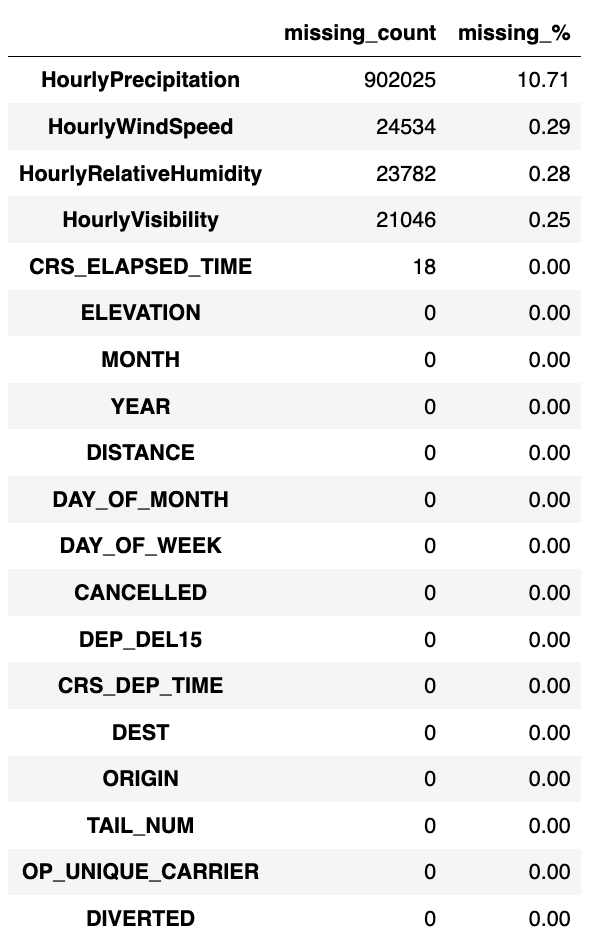 missing_count missing_%
HourlyPrecipitation 902025 10.71
HourlyWindSpeed 24534 0.29
HourlyRelativeHumidity 23782 0.28
HourlyVisibility 21046 0.25
CRS_ELAPSED_TIME 18 0.00
ELEVATION 0 0.00
MONTH 0 0.00
YEAR 0 0.00
DISTANCE 0 0.00
DAY_OF_MONTH 0 0.00
DAY_OF_WEEK 0 0.00
CANCELLED 0 0.00
DEP_DEL15 0 0.00
CRS_DEP_TIME 0 0.00
DEST 0 0.00
ORIGIN 0 0.00
TAIL_NUM 0 0.00
OP_UNIQUE_CARRIER 0 0.00
DIVERTED 0 0.00